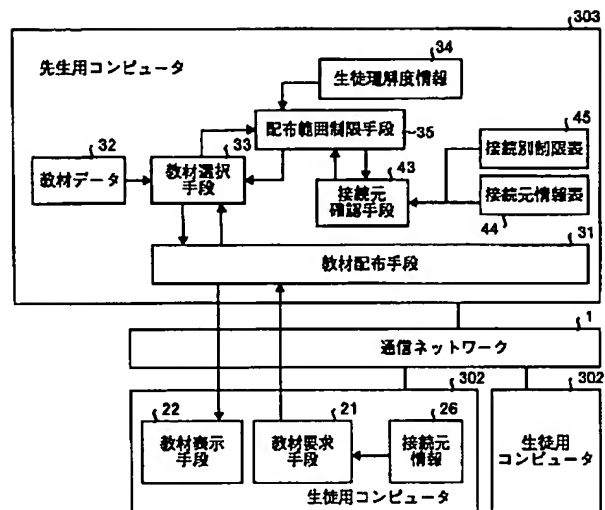 303
先生用コンピュータ
34
生徒理解度情報
配布範囲制限手段
35
45
接続別制限表
32
教材データ
33
教材選択
手段
43
接続元
確認手段
接続元情報表
44
31
教材配布手段
1
通信ネットワーク
302
302
22
教材表示
手段
21
教材要求
手段
26
接続元
情報
生徒用コンピュータ
生徒用
コンピュータ